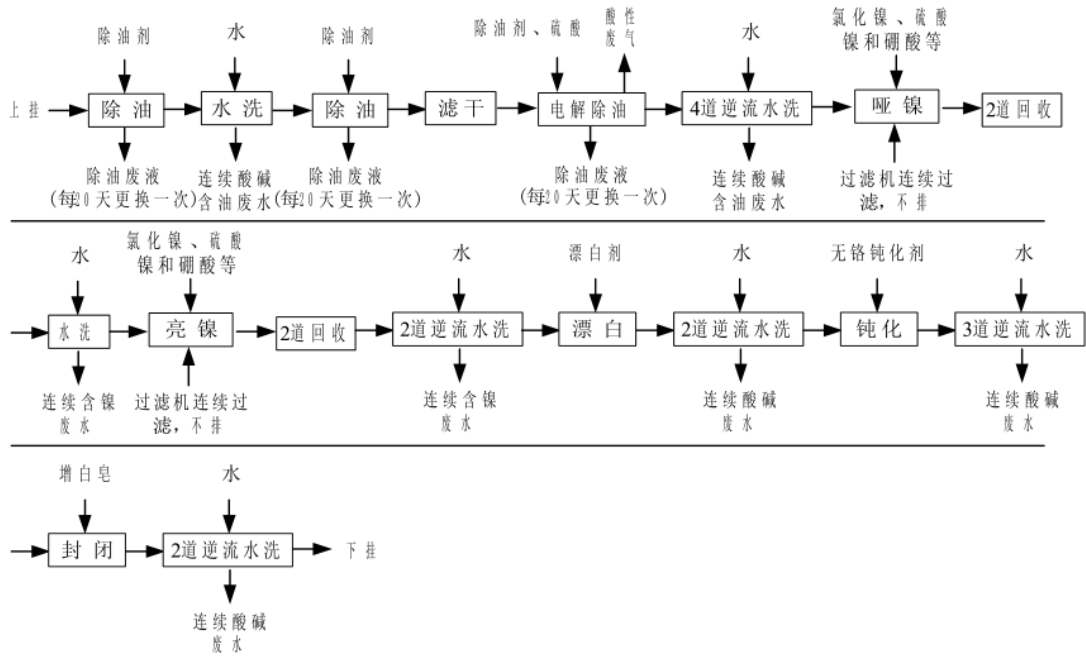 除油剂
水
除油剂
除油剂、硫酸
酸性
废气
水
氯化镍、硫酸
镍和硼酸等
上挂
除油
水洗
除油
滤干
电解除油
4道逆流水洗
哑镍
2道回收
除油废液
(每20天更换一次)
连续酸碱
含油废水
除油废液
(每20天更换一次)
除油废液
(每20天更换一次)
连续酸碱
含油废水
过滤机连续过
滤，不排
水
氯化镍、硫酸
镍和硼酸等
水
漂白剂
水
无铬钝化剂
水
水洗
亮镍
2道回收
2道逆流水洗
漂白
2道逆流水洗
钝化
3道逆流水洗
连续含镍
废水
过滤机连续过
滤，不排
连续含镍
废水
连续酸碱
废水
连续酸碱
废水
增白皂
水
封闭
2道逆流水洗
下挂
连续酸碱
废水